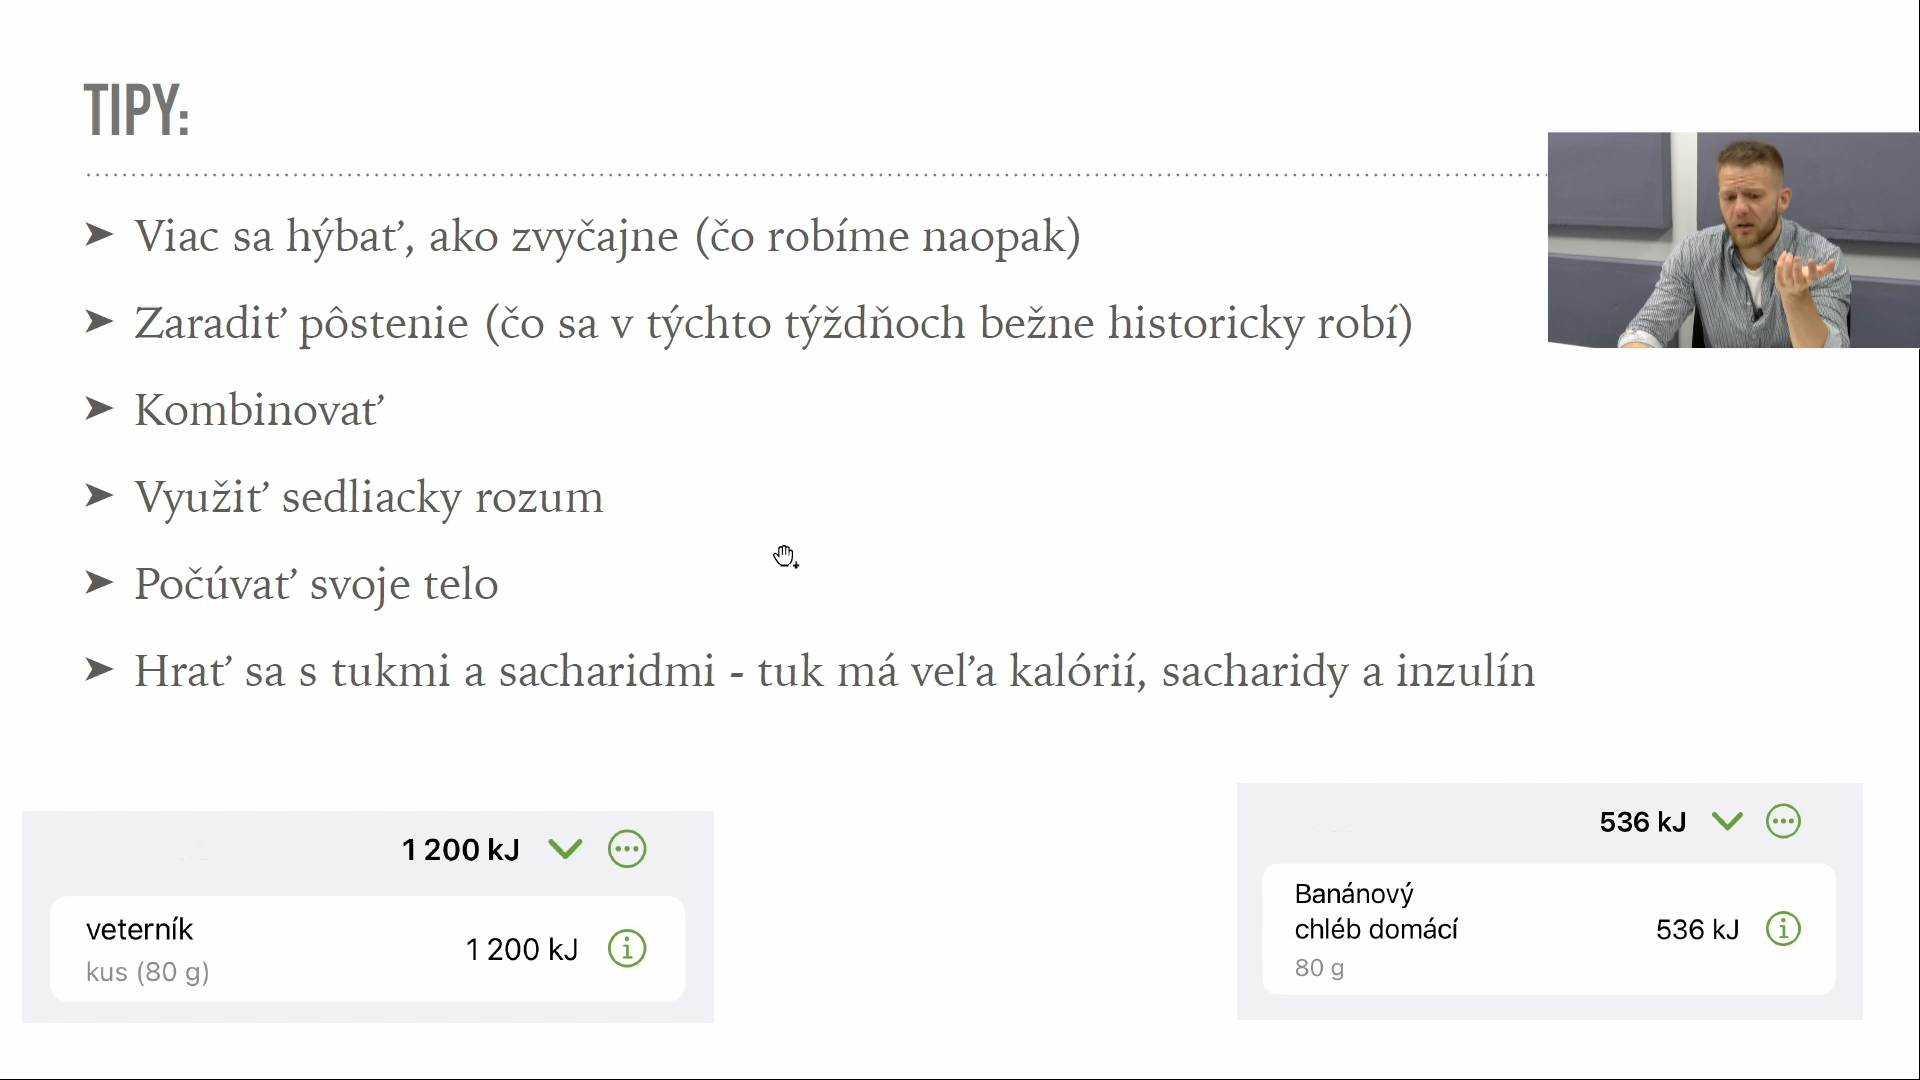 TIPY:
➤ Viac sa hýbať, ako zvyčajne (čo robíme naopak)
➤ Zaradiť pôstenie (čo sa v týchto týždňoch bežne historicky robí)
➤ Kombinovať
➤ Využiť sedliacky rozum
➤ Počúvať svoje telo
➤ Hrať sa s tukmi a sacharidmi - tuk má veľa kalórií, sacharidy a inzulín
1 200 kJ
veterník
1 200 kJ
kus (80 g)
536 kJ
Banánový
chléb domácí
536 kJ
80 g